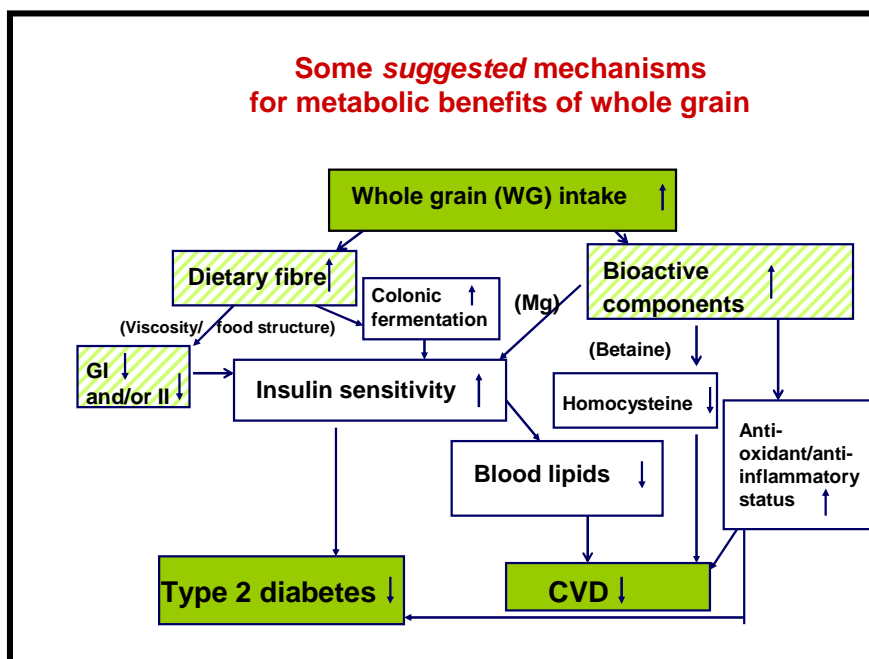 Some suggested mechanisms
for metabolic benefits of whole grain
Whole grain (WG) intake ↑
Dietary fibre ↑
Bioactive ↑
components
Colonic ↑
fermentation
(Mg)
(Viscosity/ food structure)
(Betaine)
GI ↓
and/or II ↓
Insulin sensitivity ↑
Homocysteine ↓
Anti-
oxidant/anti-
inflammatory
status ↑
Blood lipids ↓
Type 2 diabetes ↓
CVD ↓